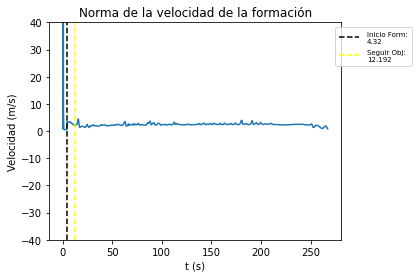 Norma de la velocidad de la formación
Inicio Form:
4.32
Seguir Obj:
12.192
Velocidad (m/s)
40
30
20
10
0
−10
−20
−30
−40
0 50 100 150 200 250
t (s)